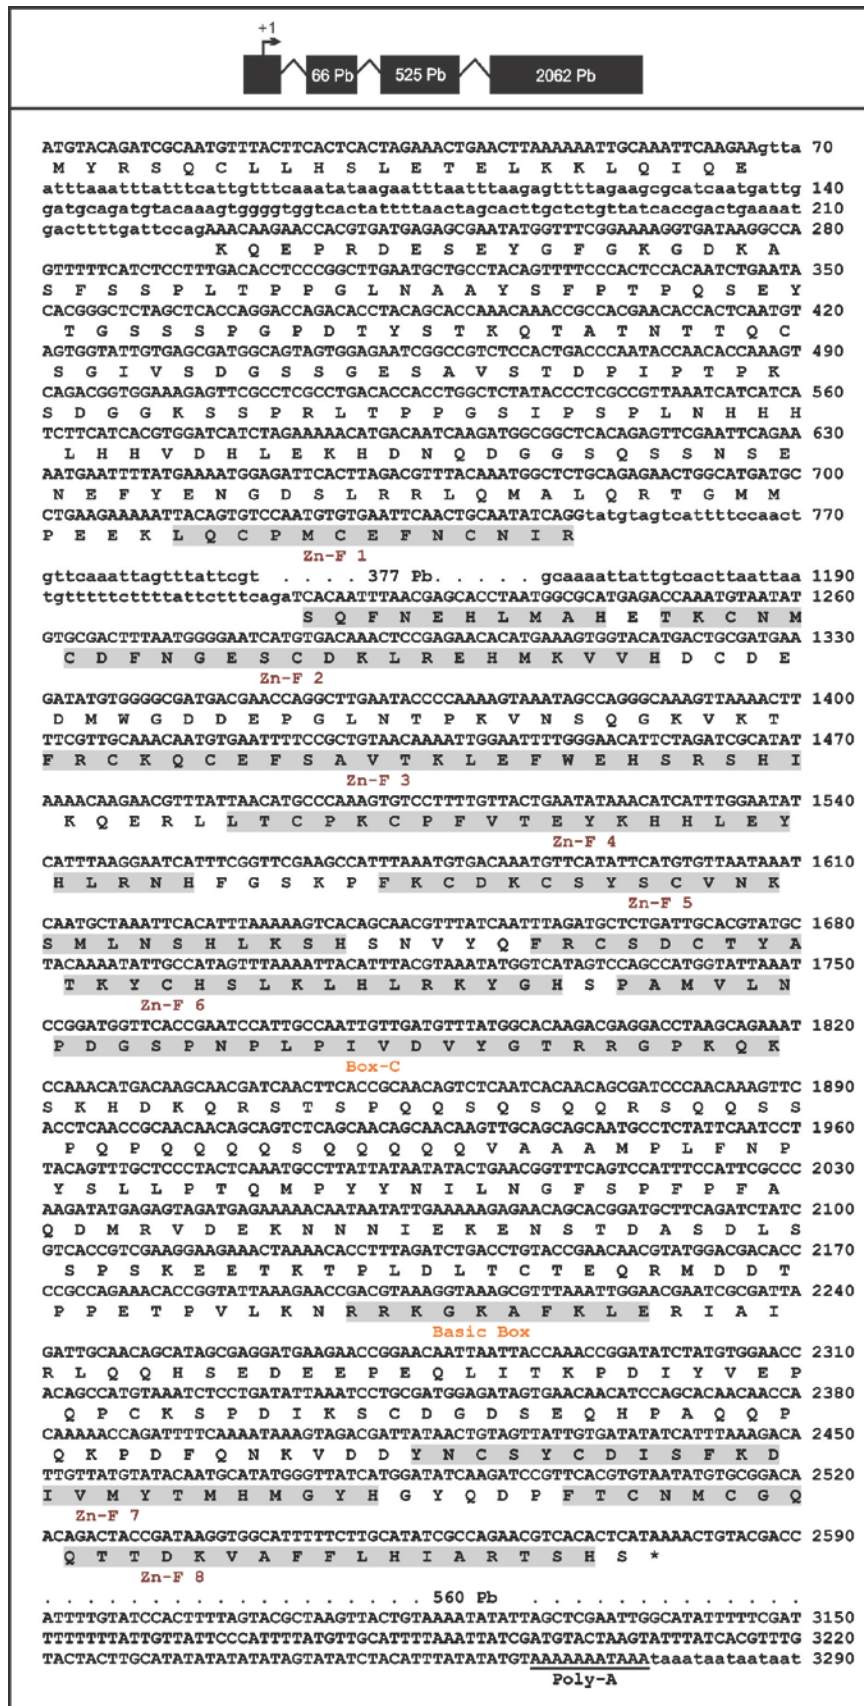 +1
66 Pb 525 Pb 2062 Pb
ATGTACAGATCGCAATGTTTACTTCACTCACTAGAAACTGAACTTAAAAAATTGCAAATTCAAGAAgtta 70
M Y R S Q C L L H S L E T E L K K L Q I Q E
atttaaatttatttcattgtttcaaatataagaatttaatttaagagttttagaagcgcatcaatgattg 140
gatgcagatgtacaaagtggggtggtcactattttaactagcacttgctctgttatcaccgactgaaaat 210
gacttttgattccagAAACAAGAACCACGTGATGAGAGCGAATATGGTTTCGGAAAAGGTGATAAGGCCA 280
K Q E P R D E S E Y G F G K G D K A
GTTTTTCATCTCCTTTGACACCTCCCGGCTTGAATGCTGCCTACAGTTTTCCCACTCCACAATCTGAATA 350
S F S S P L T P P G L N A A Y S F P T P Q S E Y
CACGGGCTCTAGCTCACCAGGACCAGACACCTACAGCACCAAACAAACCGCCACGAACACCACTCAATGT 420
T G S S S P G P D T Y S T K Q T A T N T T Q C
AGTGGTATTGTGAGCGATGGCAGTAGTGGAGAATCGGCCGTCTCCACTGACCCAATACCAACACCAAAGT 490
S G I V S D G S S G E S A V S T D P I P T P K
CAGACGGTGGAAAGAGTTCGCCTCGCCTGACACCACCTGGCTCTATACCCTCGCCGTTAAATCATCATCA 560
S D G G K S S P R L T P P G S I P S P L N H H H
TCTTCATCACGTGGATCATCTAGAAAAACATGACAATCAAGATGGCGGCTCACAGAGTTCGAATTCAGAA 630
L H H V D H L E K H D N Q D G G S Q S S N S E
AATGAATTTTATGAAAATGGAGATTCACTTAGACGTTTACAAATGGCTCTGCAGAGAACTGGCATGATGC 700
N E F Y E N G D S L R R L Q M A L Q R T G M M
CTGAAGAAAAATTACAGTGTCCAATGTGTGAATTCAACTGCAATATCAGgtatgtagtcattttccaact 770
P E E K L Q C P M C E F N C N I R
Zn-F 1
gttcaaattagtttattcgt . . . . 377 Pb. . . . . gcaaaattattgtcacttaattaa 1190
tgtttttcttttattctttcagatCACAATTTAACGAGCACCTAATGGCGCATGAGACCAAATGTAATAT 1260
S Q F N E H L M A H E T K C N M
GTGCGACTTTAATGGGGAATCATGTGACAAACTCCGAGAACACATGAAAGTGGTACATGACTGCGATGAA 1330
C D F N G E S C D K L R E H M K V V H D C D E
Zn-F 2
GATATGTGGGGCGATGACGAACCAGGCTTGAATACCCCAAAAGTAAATAGCCAGGGCAAAGTTAAAACTT 1400
D M W G D D E P G L N T P K V N S Q G K V K T
TTCGTTGCAAACAATGTGAATTTTCCGCTGTAACAAAATTGGAATTTTGGGAACATTCTAGATCGCATAT 1470
F R C K Q C E F S A V T K L E F W E H S R S H I
Zn-F 3
AAAACAAGAACGTTTATTAACATGCCCAAAGTGTCCTTTTGTTACTGAATATAAACATCATTTGGAATAT 1540
K Q E R L L T C P K C P F V T E Y K H H L E Y
Zn-F 4
CATTTAAGGAATCATTTCGGTTCGAAGCCATTTAAATGTGACAAATGTTCATATTCATGTGTTAATAAAT 1610
H L R N H F G S K P F K C D K C S Y S C V N K
Zn-F 5
CAATGCTAAATTCACATTTAAAAAGTCACAGCAACGTTTATCAATTTAGATGCTCTGATTGCACGTATGC 1680
S M L N S H L K S H S N V Y Q F R C S D C T Y A
TACAAAATATTGCCATAGTTTAAAATTACATTTACGTAAATATGGTCATAGTCCAGCCATGGTATTAAAT 1750
T K Y C H S L K L H L R K Y G H S P A M V L N
Zn-F 6
CCGGATGGTTCACCGAATCCATTGCCAATTGTTGATGTTTATGGCACAAGACGAGGACCTAAGCAGAAAT 1820
P D G S P N P L P I V D V Y G T R R G P K Q K
Box-C
CCAAACATGACAAGCAACGATCAACTTCACCGCAACAGTCTCAATCACAACAGCGATCCCAACAAAGTTC 1890
S K H D K Q R S T S P Q Q S Q S Q Q R S Q Q S S
ACCTCAACCGCAACAACAGCAGTCTCAGCAACAGCAACAAGTTGCAGCAGCAATGCCTCTATTCAATCCT 1960
P Q P Q Q Q Q S Q Q Q Q Q V A A A M P L F N P
TACAGTTTGCTCCCTACTCAAATGCCTTATTATAATATACTGAACGGTTTCAGTCCATTTCCATTCGCCC 2030
Y S L L P T Q M P Y Y N I L N G F S P F P F A
AAGATATGAGAGTAGATGAGAAAAACAATAATATTGAAAAAGAGAACAGCACGGATGCTTCAGATCTATC 2100
Q D M R V D E K N N N I E K E N S T D A S D L S
GTCACCGTCGAAGGAAGAAACTAAAACACCTTTAGATCTGACCTGTACCGAACAACGTATGGACGACACC 2170
S P S K E E T K T P L D L T C T E Q R M D D T
CCGCCAGAAACACCGGTATTAAAGAACCGACGTAAAGGTAAAGCGTTTAAATTGGAACGAATCGCGATTA 2240
P P E T P V L K N R R K G K A F K L E R I A I
Basic Box
GATTGCAACAGCATAGCGAGGATGAAGAACCGGAACAATTAATTACCAAACCGGATATCTATGTGGAACC 2310
R L Q Q H S E D E E P E Q L I T K P D I Y V E P
ACAGCCATGTAAATCTCCTGATATTAAATCCTGCGATGGAGATAGTGAACAACATCCAGCACAACAACCA 2380
Q P C K S P D I K S C D G D S E Q H P A Q Q P
CAAAAACCAGATTTTCAAAATAAAGTAGACGATTATAACTGTAGTTATTGTGATATATCATTTAAAGACA 2450
Q K P D F Q N K V D D Y N C S Y C D I S F K D
TTGTTATGTATACAATGCATATGGGTTATCATGGATATCAAGATCCGTTCACGTGTAATATGTGCGGACA 2520
I V M Y T M H M G Y H G Y Q D P F T C N M C G Q
Zn-F 7
ACAGACTACCGATAAGGTGGCATTTTTCTTGCATATCGCCAGAACGTCACACTCATAAAACTGTACGACC 2590
Q T T D K V A F F L H I A R T S H S *
Zn-F 8
. . . . . . . . . . . . . . . . . . 560 Pb . . . . . . . . . . . . . . .
ATTTTGTATCCACTTTTAGTACGCTAAGTTACTGTAAAATATATTAGCTCGAATTGGCATATTTTTCGAT 3150
TTTTTTTATTGTTATTCCCATTTTATGTTGCATTTTAAATTATCGATGTACTAAGTATTTATCACGTTTG 3220
TACTACTTGCATATATATATATAGTATATCTACATTTATATATGTAAAAAAATAAAtaaataataataat 3290
Poly-A